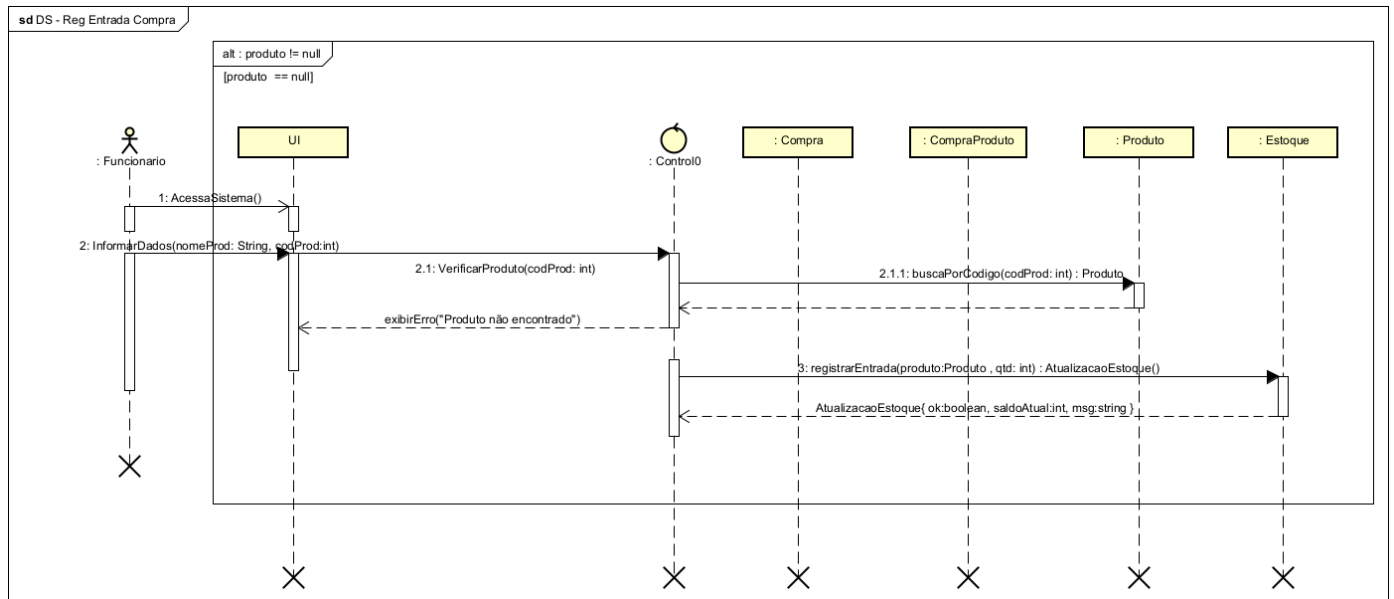 sd DS - Reg Entrada Compra
alt : produto != null
[produto == null]
: Funcionario
UI
: Control0
: Compra
: CompraProduto
: Produto
: Estoque
1: AcessaSistema()
2: InformarDados(nomeProd: String, codProd:int)
2.1: VerificarProduto(codProd: int)
2.1.1: buscaPorCodigo(codProd: int) : Produto
exibirErro("Produto não encontrado")
3: registrarEntrada(produto:Produto , qtd: int) : AtualizacaoEstoque()
AtualizacaoEstoque{ ok:boolean, saldoAtual:int, msg:string }